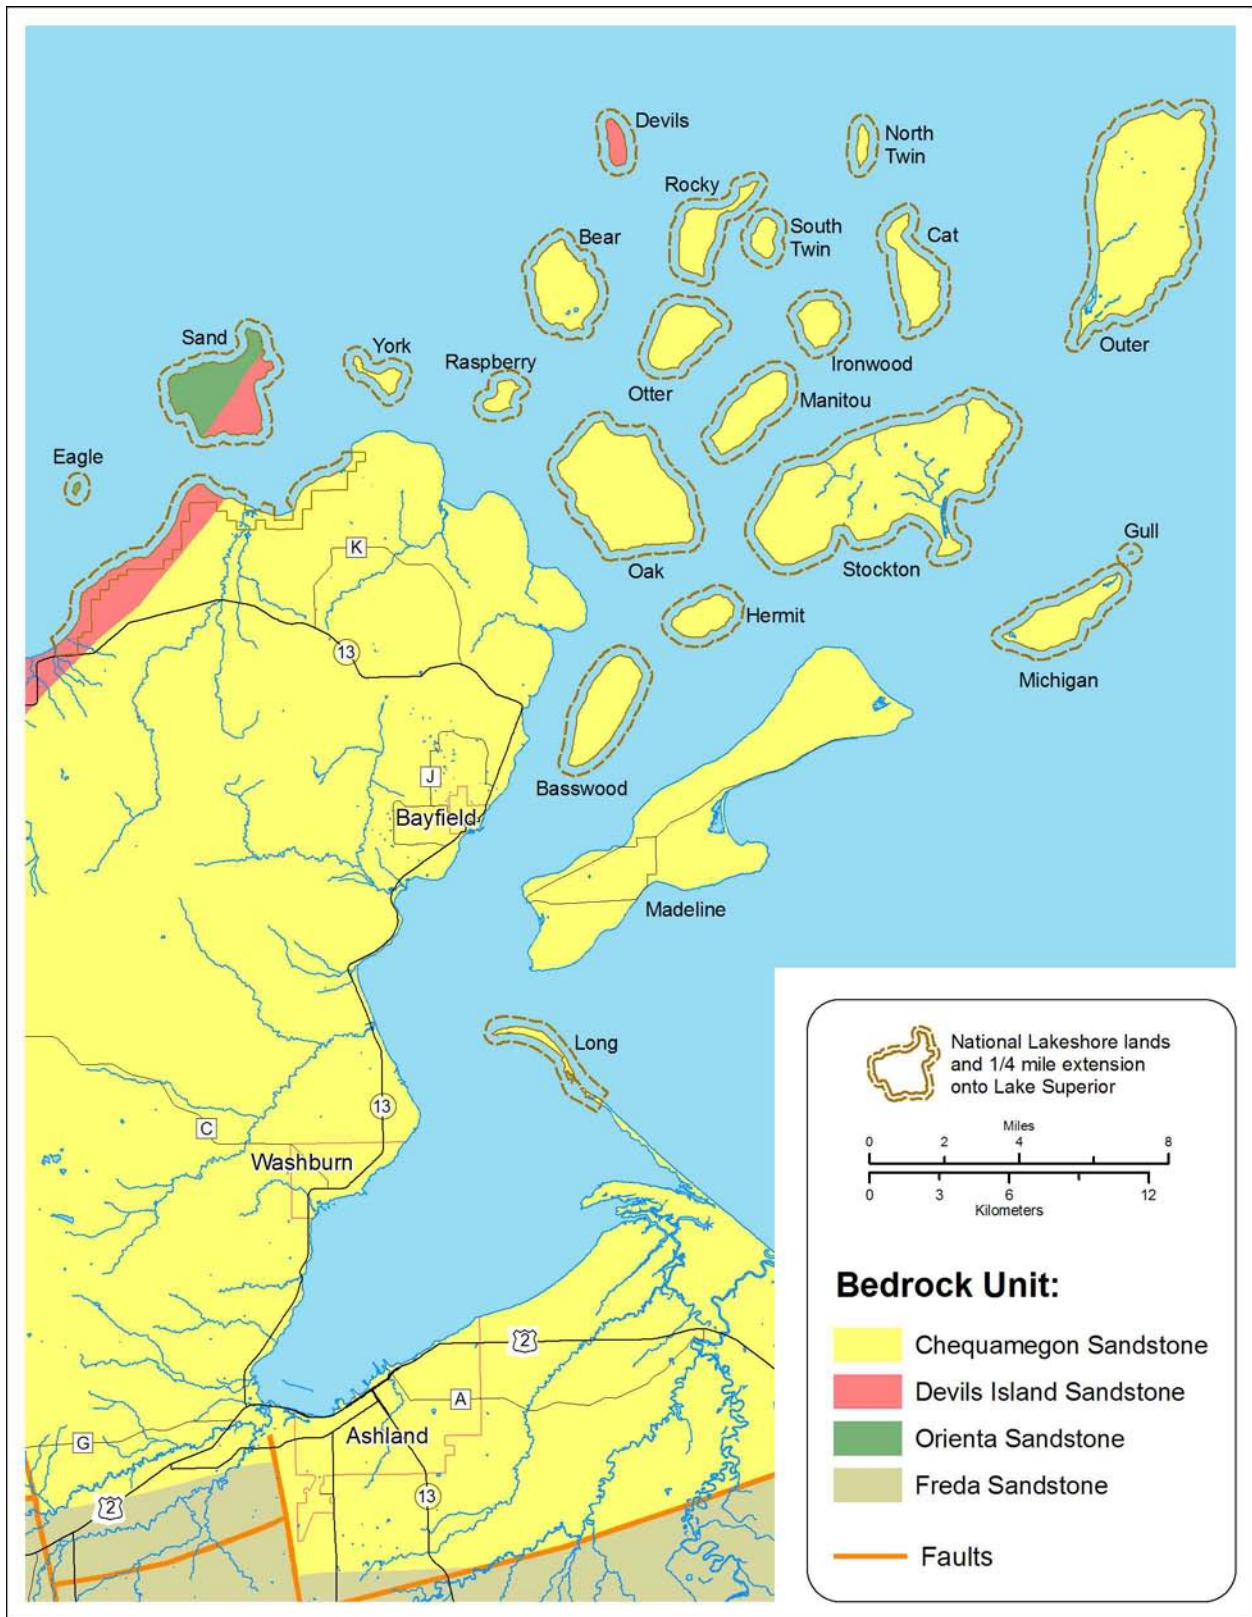 Devils
North
Twin
Rocky
South
Twin
Bear
Cat
Sand
York
Raspberry
Outer
Ironwood
Otter
Manitou
Eagle
Gull
K
Oak
Stockton
Hermit
13
Michigan
J
Basswood
Bayfield
Madeline
Long
13
C
Washburn
2
A
Ashland
G
2
13
National Lakeshore lands
and 1/4 mile extension
onto Lake Superior
Miles
0 2 4 8
0 3 6 12
Kilometers
Bedrock Unit:
Chequamegon Sandstone
Devils Island Sandstone
Orienta Sandstone
Freda Sandstone
Faults